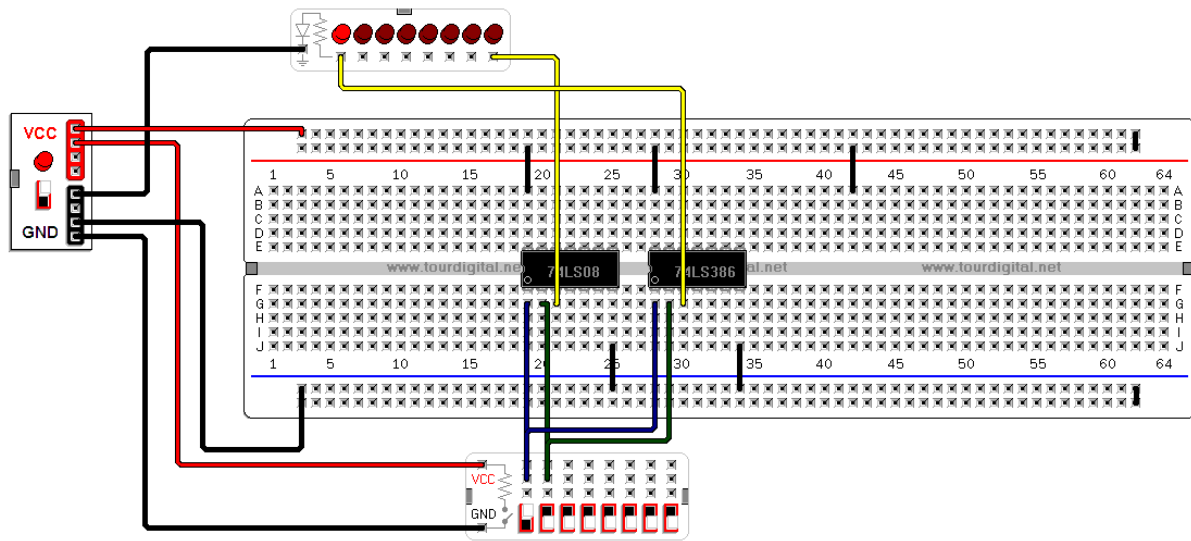 VCC
GND
1 5 10 15 20 25 30 35 40 45 50 55 60 64
A A
B B
C C
D D
E E
www.tourdigital.ne 74LS08 74LS386 al.net www.tourdigital.net
F F
G G
H H
I I
J J
1 5 10 15 20 25 30 35 40 45 50 55 60 64
VCC
GND